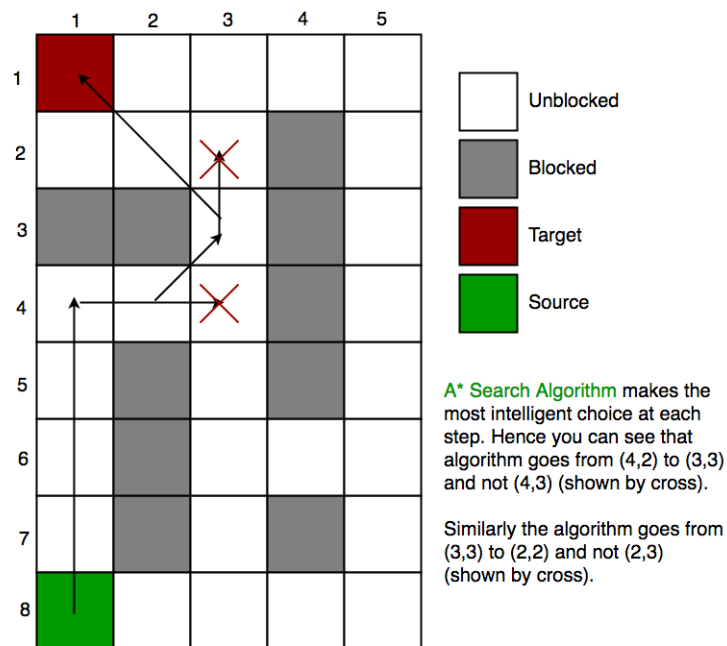 1 2 3 4 5
1
2
3
4
5
6
7
8
Unblocked
Blocked
Target
Source
A* Search Algorithm makes the
most intelligent choice at each
step. Hence you can see that
algorithm goes from (4,2) to (3,3)
and not (4,3) (shown by cross).
Similarly the algorithm goes from
(3,3) to (2,2) and not (2,3)
(shown by cross).